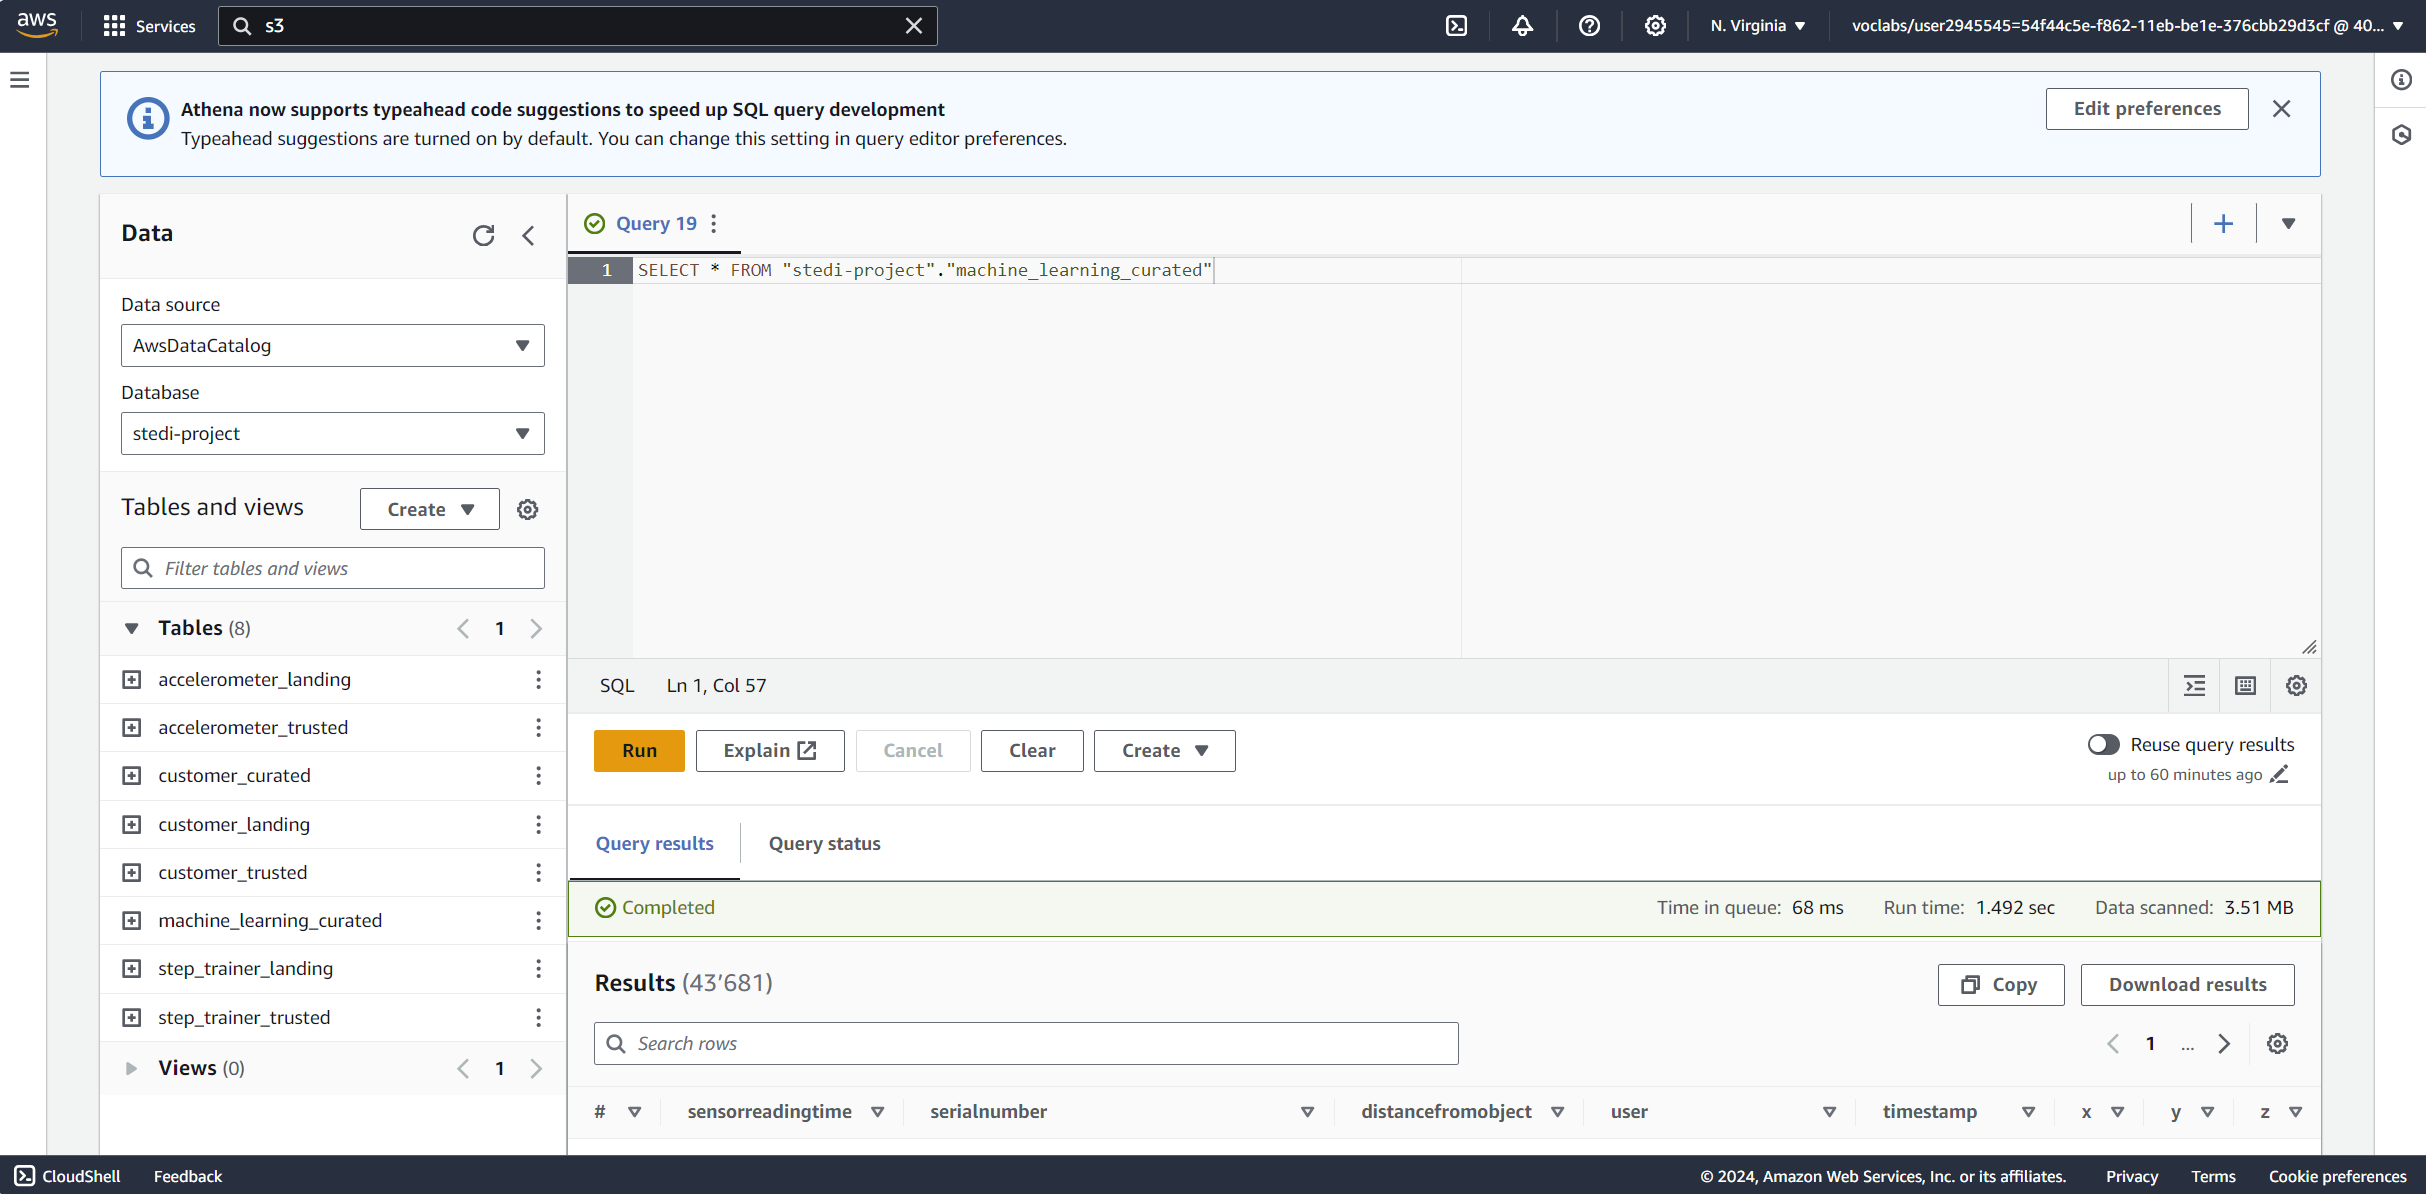 aws
Services
s3
N. Virginia
voclabs/user2945545=54f44c5e-f862-11eb-be1e-376cbb29d3cf @ 40...
Athena now supports typeahead code suggestions to speed up SQL query development
Typeahead suggestions are turned on by default. You can change this setting in query editor preferences.
Edit preferences
Data
Data source
AwsDataCatalog
Database
stedi-project
Tables and views
Create
Filter tables and views
Tables (8)
1
accelerometer_landing
accelerometer_trusted
customer_curated
customer_landing
customer_trusted
machine_learning_curated
step_trainer_landing
step_trainer_trusted
Views (0)
1
Query 19
1 SELECT * FROM "stedi-project"."machine_learning_curated"
SQL Ln 1, Col 57
Run
Explain
Cancel
Clear
Create
Reuse query results
up to 60 minutes ago
Query results
Query status
Completed
Time in queue: 68 ms
Run time: 1.492 sec
Data scanned: 3.51 MB
Results (43’681)
Copy
Download results
Search rows
1 ...
# sensorreadingtime serialnumber distancefromobject user timestamp x y z
CloudShell
Feedback
© 2024, Amazon Web Services, Inc. or its affiliates.
Privacy
Terms
Cookie preferences